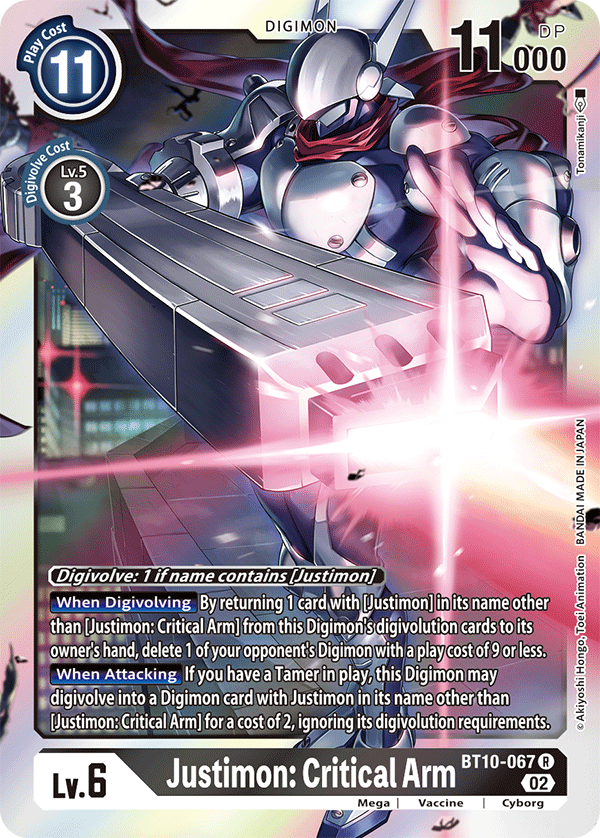 Play Cost
11
DIGIMON
11000
DP
Digivolve Cost
Lv.5
3
Tonamikanji
Digivolve: 1 if name contains [Justimon]
When Digivolving By returning 1 card with [Justimon] in its name other
than [Justimon: Critical Arm] from this Digimon's digivolution cards to its
owner's hand, delete 1 of your opponent's Digimon with a play cost of 9 or less.
When Attacking If you have a Tamer in play, this Digimon may
digivolve into a Digimon card with Justimon in its name other than
[Justimon: Critical Arm] for a cost of 2, ignoring its digivolution requirements.
© Akiyoshi Hongo, Toei Animation BANDAI MADE IN JAPAN
Lv.6
Justimon: Critical Arm
BT10-067 R
02
Mega | Vaccine | Cyborg